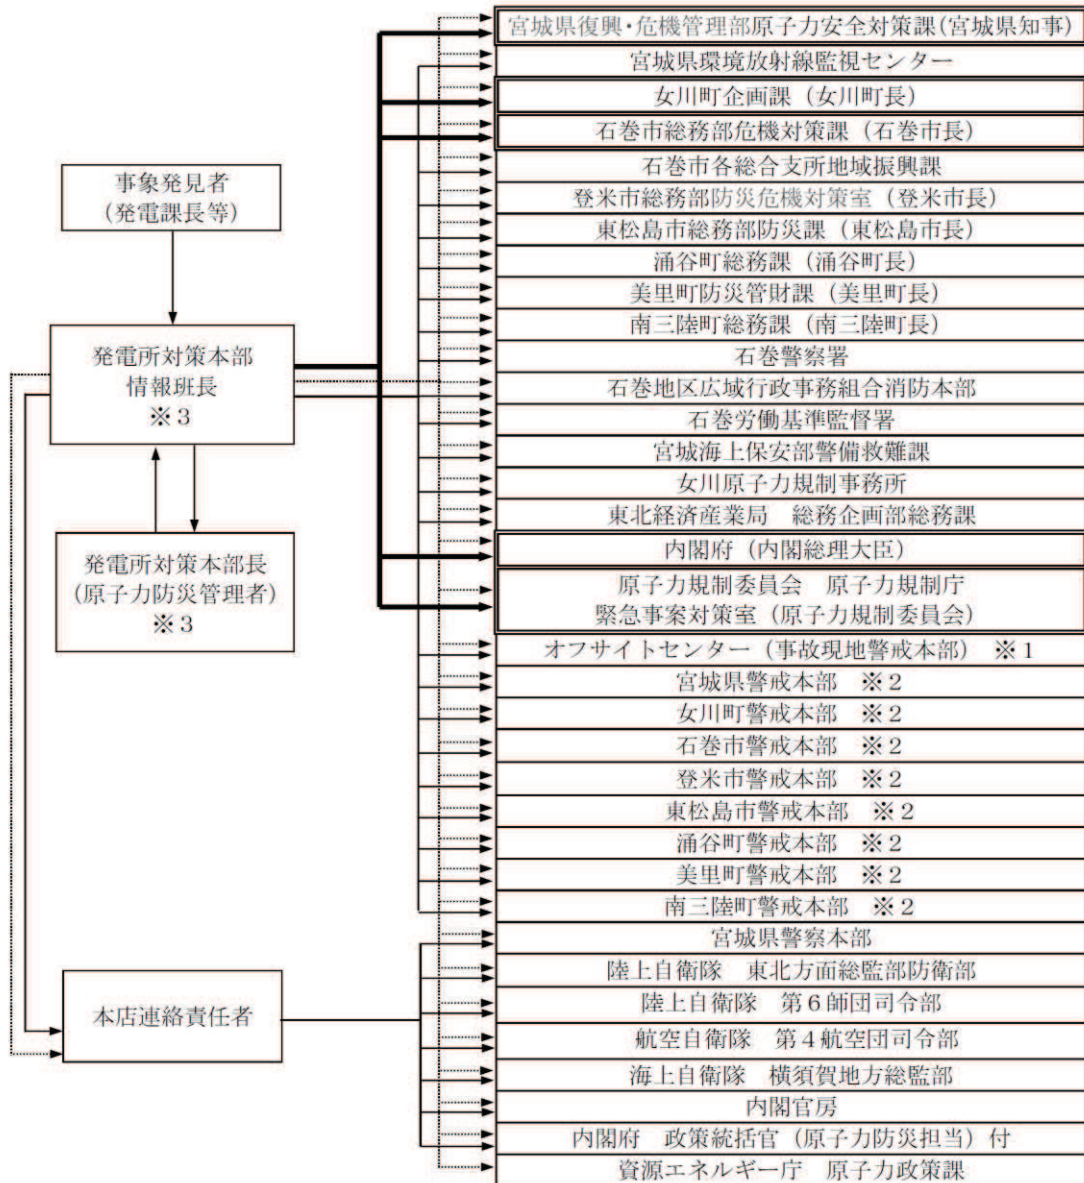 事象発見者
(発電課長等)
発電所対策本部
情報班長
※３
発電所対策本部長
(原子力防災管理者)
※３
本店連絡責任者
宮城県復興・危機管理部原子力安全対策課(宮城県知事)
宮城県環境放射線監視センター
女川町企画課（女川町長）
石巻市総務部危機対策課（石巻市長）
石巻市各総合支所地域振興課
登米市総務部防災危機対策室（登米市長）
東松島市総務部防災課（東松島市長）
涌谷町総務課（涌谷町長）
美里町防災管財課（美里町長）
南三陸町総務課（南三陸町長）
石巻警察署
石巻地区広域行政事務組合消防本部
石巻労働基準監督署
宮城海上保安部警備救難課
女川原子力規制事務所
東北経済産業局　総務企画部総務課
内閣府（内閣総理大臣）
原子力規制委員会　原子力規制庁
緊急事案対策室（原子力規制委員会）
オフサイトセンター（事故現地警戒本部）　※１
宮城県警戒本部　※２
女川町警戒本部　※２
石巻市警戒本部　※２
登米市警戒本部　※２
東松島市警戒本部　※２
涌谷町警戒本部　※２
美里町警戒本部　※２
南三陸町警戒本部　※２
宮城県警察本部
陸上自衛隊　東北方面総監部防衛部
陸上自衛隊　第６師団司令部
航空自衛隊　第４航空団司令部
海上自衛隊　横須賀地方総監部
内閣官房
内閣府　政策統括官（原子力防災担当）付
資源エネルギー庁　原子力政策課